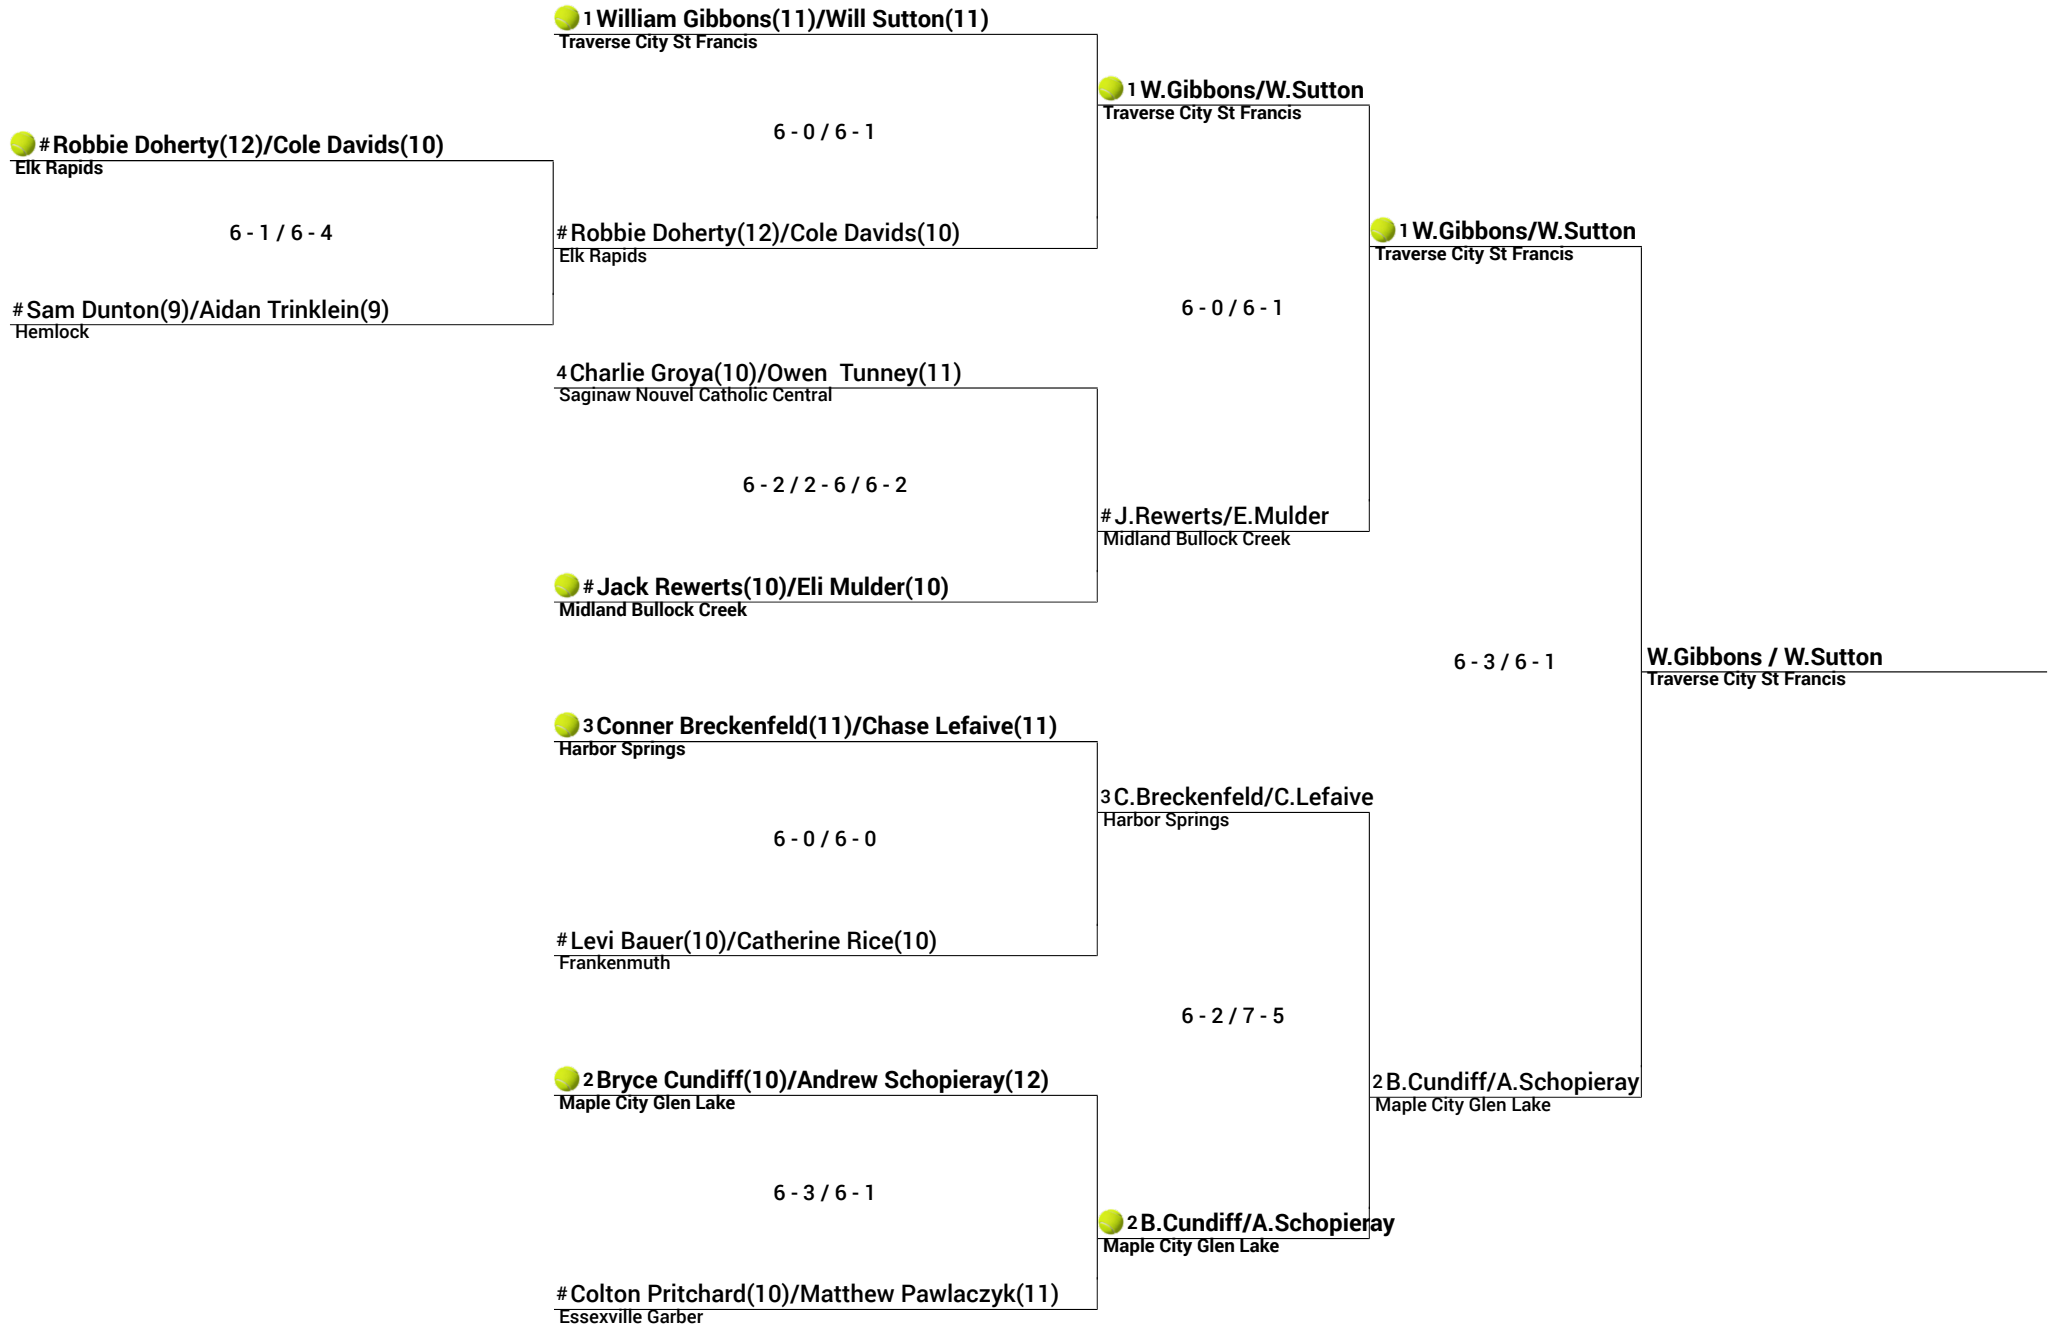 1 William Gibbons(11)/Will Sutton(11)
Traverse City St Francis
1 W.Gibbons/W.Sutton
Traverse City St Francis
6 - 0 / 6 - 1
# Robbie Doherty(12)/Cole Davids(10)
Elk Rapids
6 - 1 / 6 - 4
# Robbie Doherty(12)/Cole Davids(10)
Elk Rapids
1 W.Gibbons/W.Sutton
Traverse City St Francis
# Sam Dunton(9)/Aidan Trinklein(9)
Hemlock
6 - 0 / 6 - 1
4 Charlie Groya(10)/Owen  Tunney(11)
Saginaw Nouvel Catholic Central
6 - 2 / 2 - 6 / 6 - 2
# J.Rewerts/E.Mulder
Midland Bullock Creek
# Jack Rewerts(10)/Eli Mulder(10)
Midland Bullock Creek
6 - 3 / 6 - 1
W.Gibbons / W.Sutton
Traverse City St Francis
3 Conner Breckenfeld(11)/Chase Lefaive(11)
Harbor Springs
3 C.Breckenfeld/C.Lefaive
Harbor Springs
6 - 0 / 6 - 0
# Levi Bauer(10)/Catherine Rice(10)
Frankenmuth
6 - 2 / 7 - 5
2 Bryce Cundiff(10)/Andrew Schopieray(12)
Maple City Glen Lake
2 B.Cundiff/A.Schopieray
Maple City Glen Lake
6 - 3 / 6 - 1
2 B.Cundiff/A.Schopieray
Maple City Glen Lake
# Colton Pritchard(10)/Matthew Pawlaczyk(11)
Essexville Garber